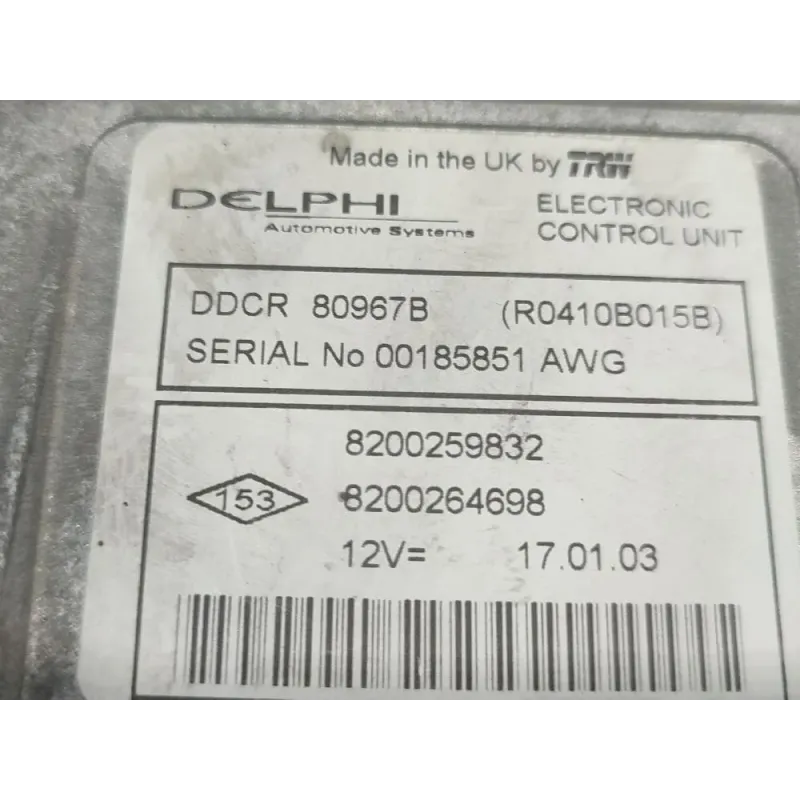 Made in the UK by TRW
DELPHI
Automotive Systems
ELECTRONIC
CONTROL UNIT
DDCR 80967B (R0410B015B)
SERIAL No 00185851 AWG
8200259832
153 8200264698
12V= 17.01.03